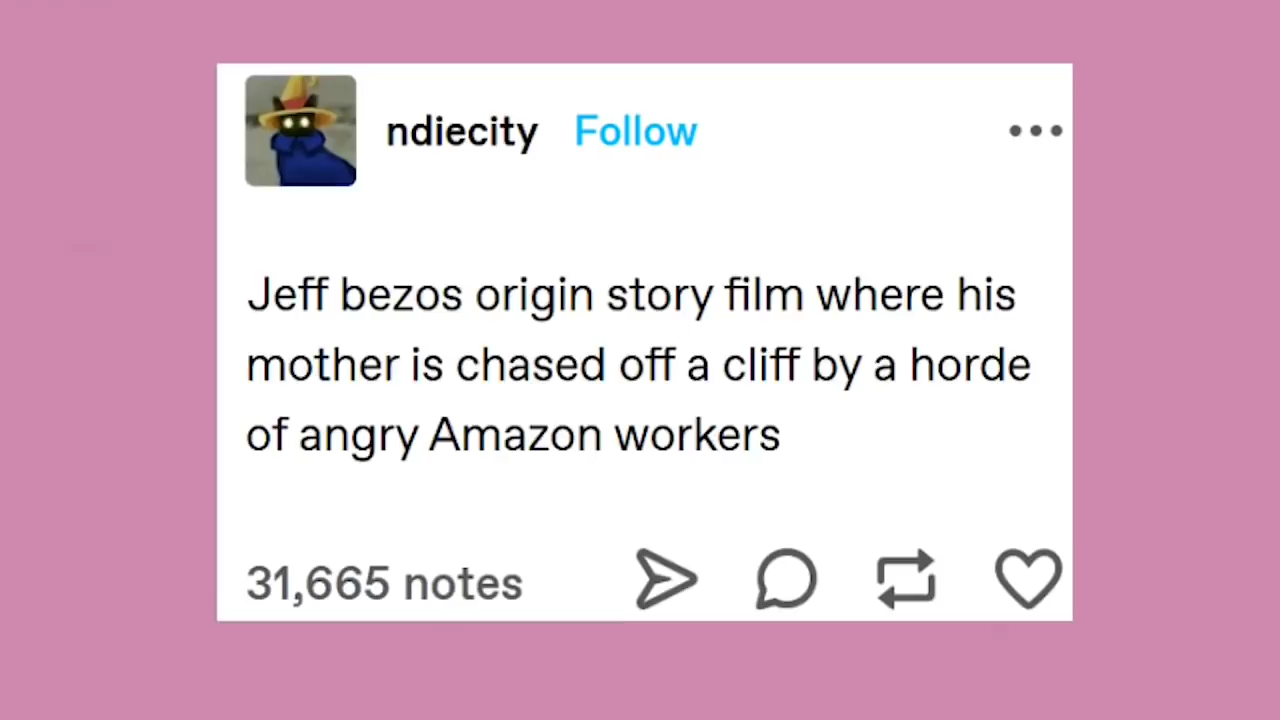 ndiecity Follow
Jeff bezos origin story film where his
mother is chased off a cliff by a horde
of angry Amazon workers
31,665 notes